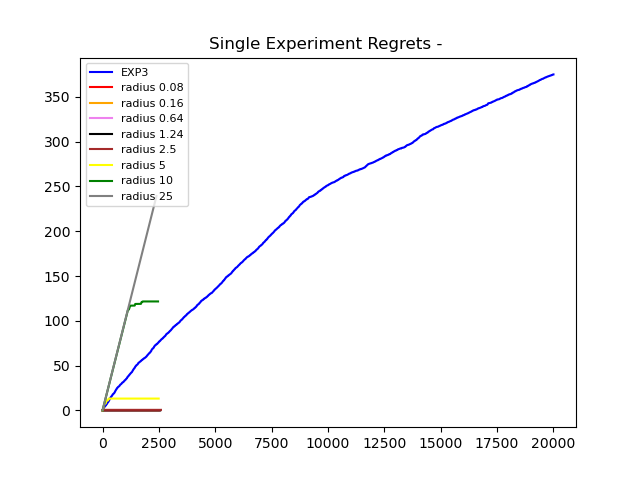 Single Experiment Regrets -
EXP3
radius 0.08
radius 0.16
radius 0.64
radius 1.24
radius 2.5
radius 5
radius 10
radius 25
350
300
250
200
150
100
50
0
0 2500 5000 7500 10000 12500 15000 17500 20000